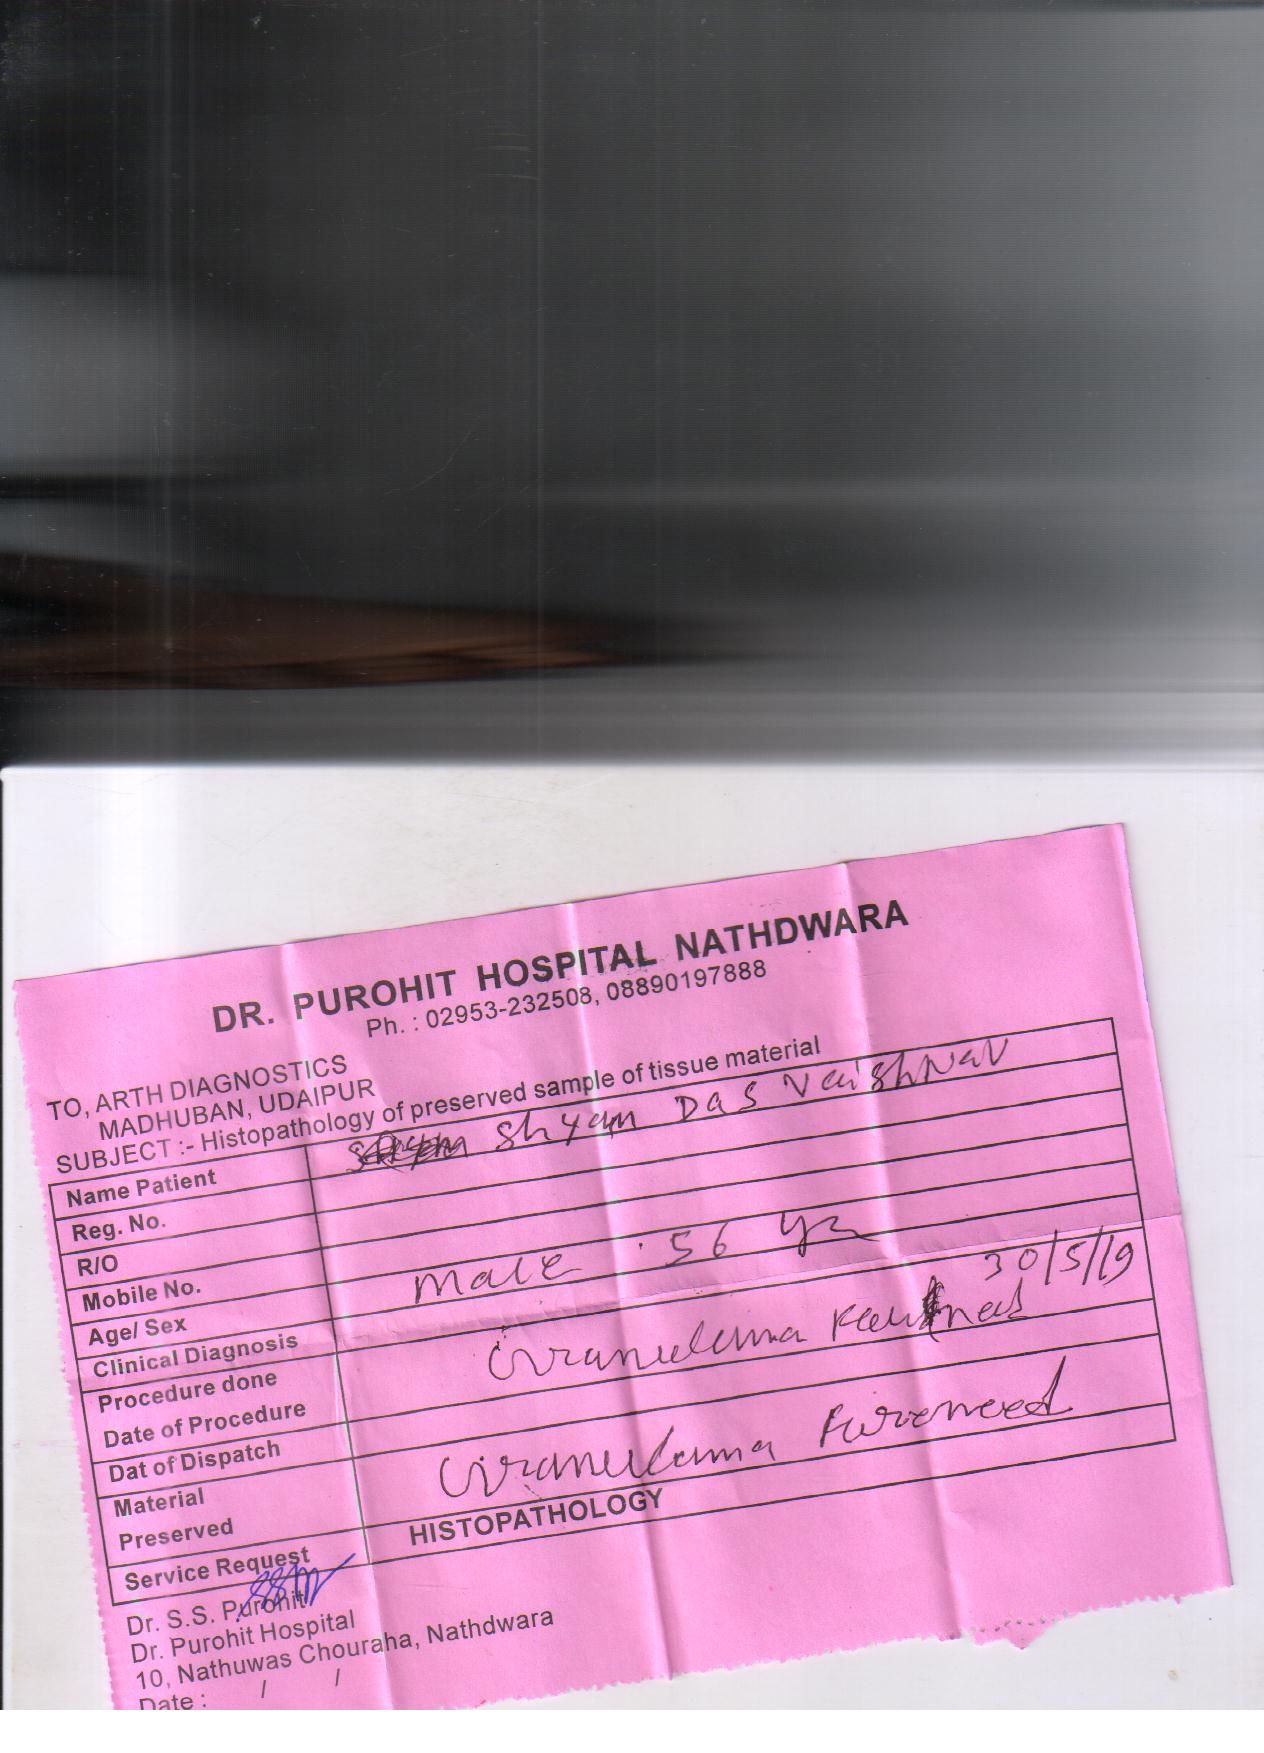 DR. PUROHIT HOSPITAL NATHDWARA
Ph. : 02953-232508, 08890197888
TO, ARTH DIAGNOSTICS
MADHUBAN, UDAIPUR
SUBJECT :- Histopathology of preserved sample of tissue material
Name Patient Shyam Das Vaishnav
Reg. No.
R/O
Mobile No.
Age/ Sex male 56 yr
Clinical Diagnosis 30/5/19
Procedure done Granuloma
Date of Procedure
Dat of Dispatch
Material
Preserved Granuloma
Service Request HISTOPATHOLOGY
Dr. S.S. Purohit
Dr. Purohit Hospital
10, Nathuwas Chouraha, Nathdwara
Date : / /